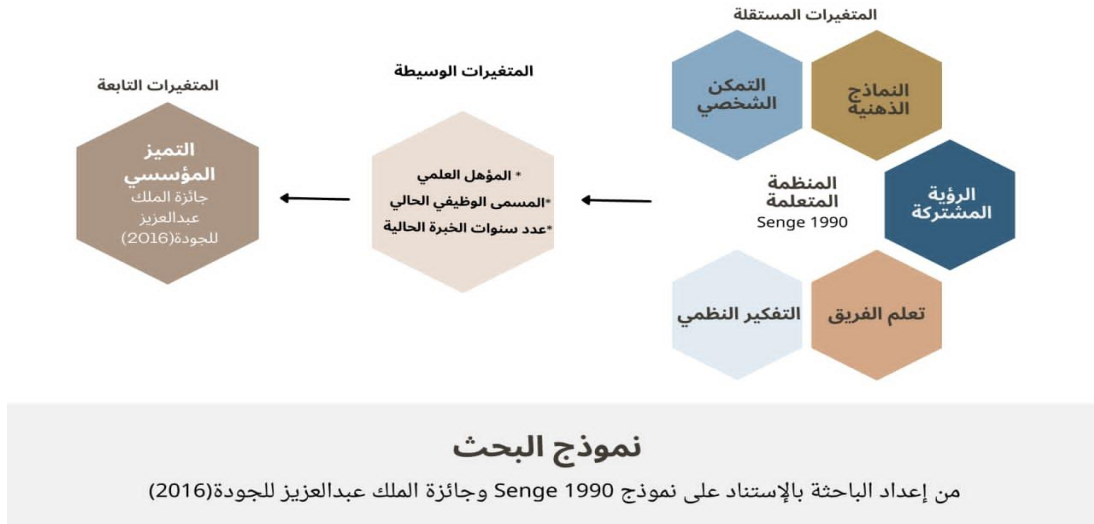 المتغيرات المستقلة
النماذج
الذهنية
التمكن
الشخصي
الرؤية
المشتركة
المنظمة
المتعلمة
Senge 1990
تعلم الفريق
التفكير النظمي
المتغيرات الوسيطة
* المؤهل العلمي
*المسمى الوظيفي الحالي
*عدد سنوات الخبرة الحالية
المتغيرات التابعة
التميز
المؤسسي
جائزة الملك
عبدالعزيز
للجودة(2016)
نموذج البحث
من إعداد الباحثة بالإستناد على نموذج Senge 1990 وجائزة الملك عبدالعزيز للجودة(2016)